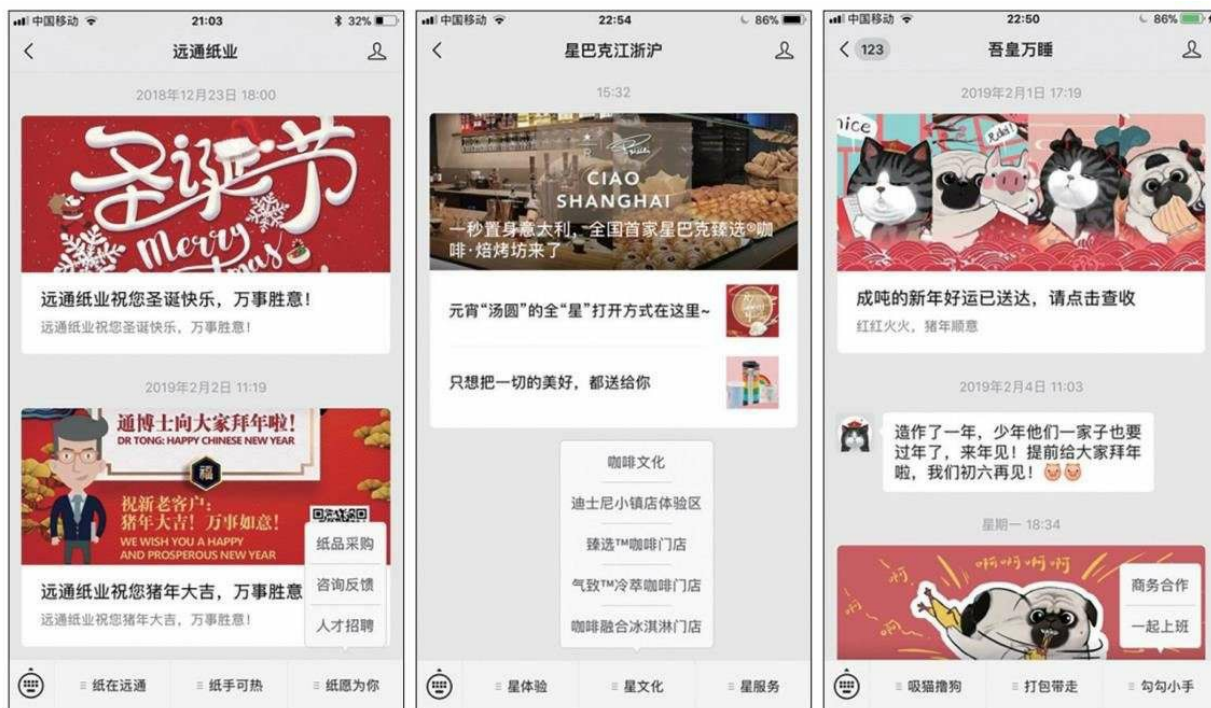 中国移动
21:03
32%
远通纸业
2018年12月23日 18:00
圣诞节
Merry
远通纸业祝您圣诞快乐，万事胜意！
远通纸业祝您圣诞快乐，万事胜意！
2019年2月2日 11:19
通博士向大家拜年啦！
DR TONG: HAPPY CHINESE NEW YEAR
福
祝新老客户：
猪年大吉！万事如意！
WE WISH YOU A HAPPY
AND PROSPEROUS NEW YEAR
远通纸业祝您猪年大吉，万事胜意
远通纸业祝您猪年大吉，万事胜意！
纸品采购
咨询反馈
人才招聘
纸在远通
纸手可热
纸愿为你
中国移动
22:54
86%
星巴克江浙沪
15:32
CIAO
SHANGHAI
一秒置身意大利，全国首家星巴克臻选®咖
啡·焙烤坊来了
元宵“汤圆”的全“星”打开方式在这里~
只想把一切的美好，都送给你
咖啡文化
迪士尼小镇店体验区
臻选™咖啡门店
气致™冷萃咖啡门店
咖啡融合冰淇淋门店
星体验
星文化
星服务
中国移动
22:50
86%
123
吾皇万睡
2019年2月1日 17:19
nice
成吨的新年好运已送达，请点击查收
红红火火，猪年顺意
2019年2月4日 11:03
造作了一年，少年他们一家子也要
过年了，来年见！提前给大家拜年
啦，我们初六再见！🐷🐷
星期一 18:34
啊
啊啊啊啊
商务合作
一起上班
吸猫撸狗
打包带走
勾勾小手